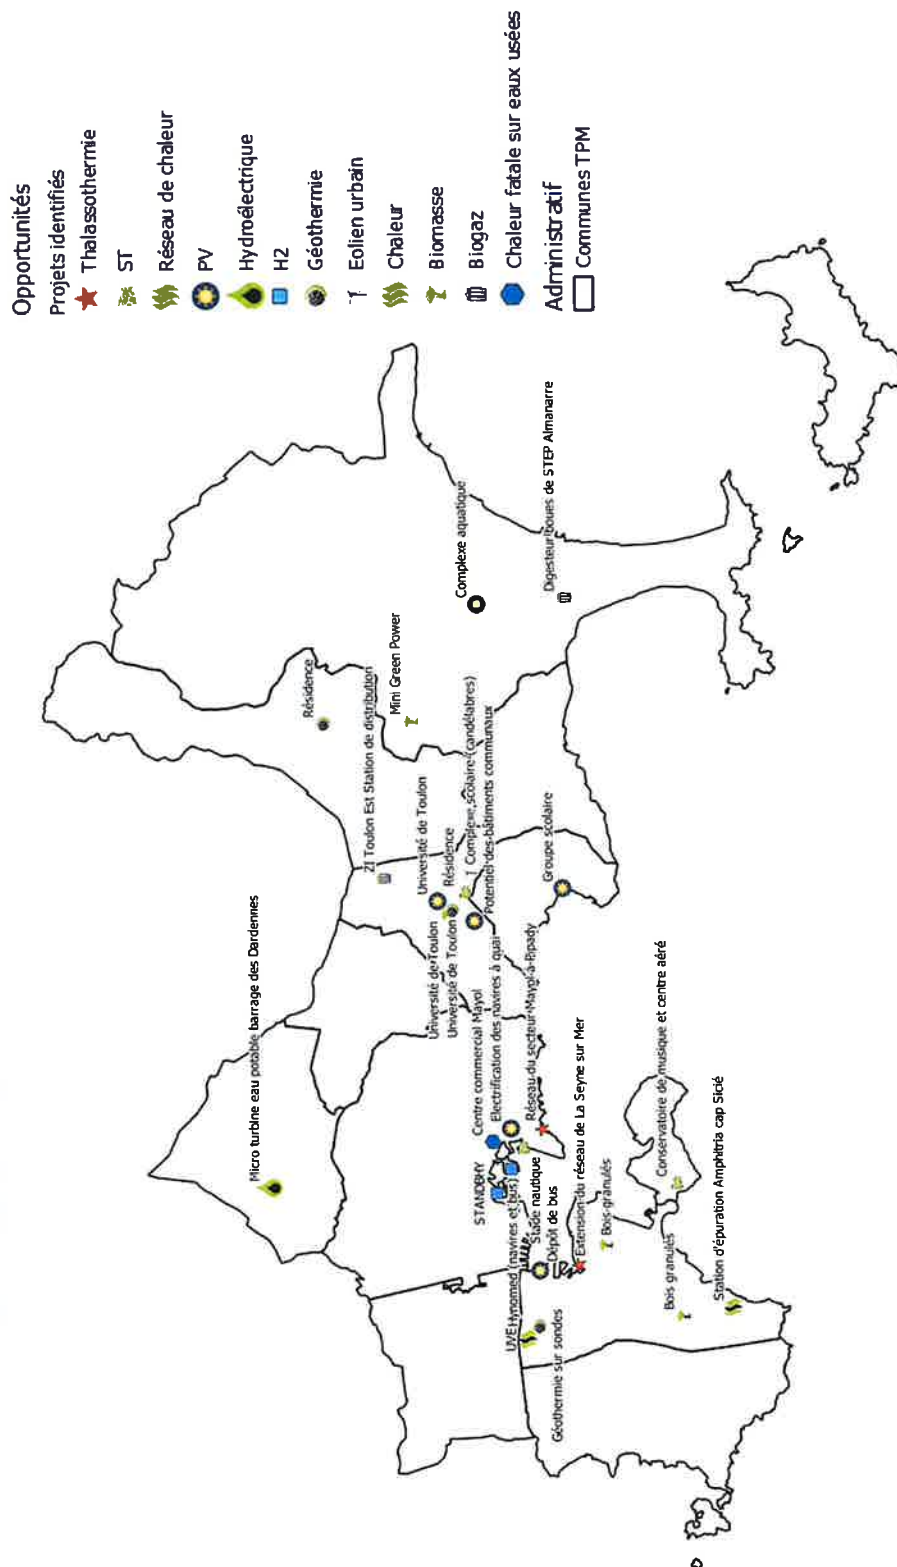 Opportunités
Projets identifiés
Thalassothermie
ST
Réseau de chaleur
PV
Hydroélectrique
H2
Géothermie
Eolien urbain
Chaleur
Biomasse
Biogaz
Chaleur fatale sur eaux usées
Administratif
Communes TPM
Micro turbine eau potable barrage des Dardennes
Résidence
ZI Toulon Est Station de distribution
Mini Green Power
Université de Toulon
Résidence
Université de Toulon
Université de Toulon
Complexe scolaire (candélabres)
Potentiel des bâtiments communaux
Complexe aquatique
Digesteur boues de STEP Almanarre
Groupe scolaire
Centre commercial Mayol
Electrification des navires à quai
Réseau du secteur Mayol à Pipady
STANDBHY
UVE Hynomed (navires et bus)
Stade nautique
Dépôt de bus
Extension du réseau de La Seyne sur Mer
Géothermie sur sondes
Bois granulés
Bois granulés
Conservatoire de musique et centre aéré
Station d'épuration Amphitria cap Sicié